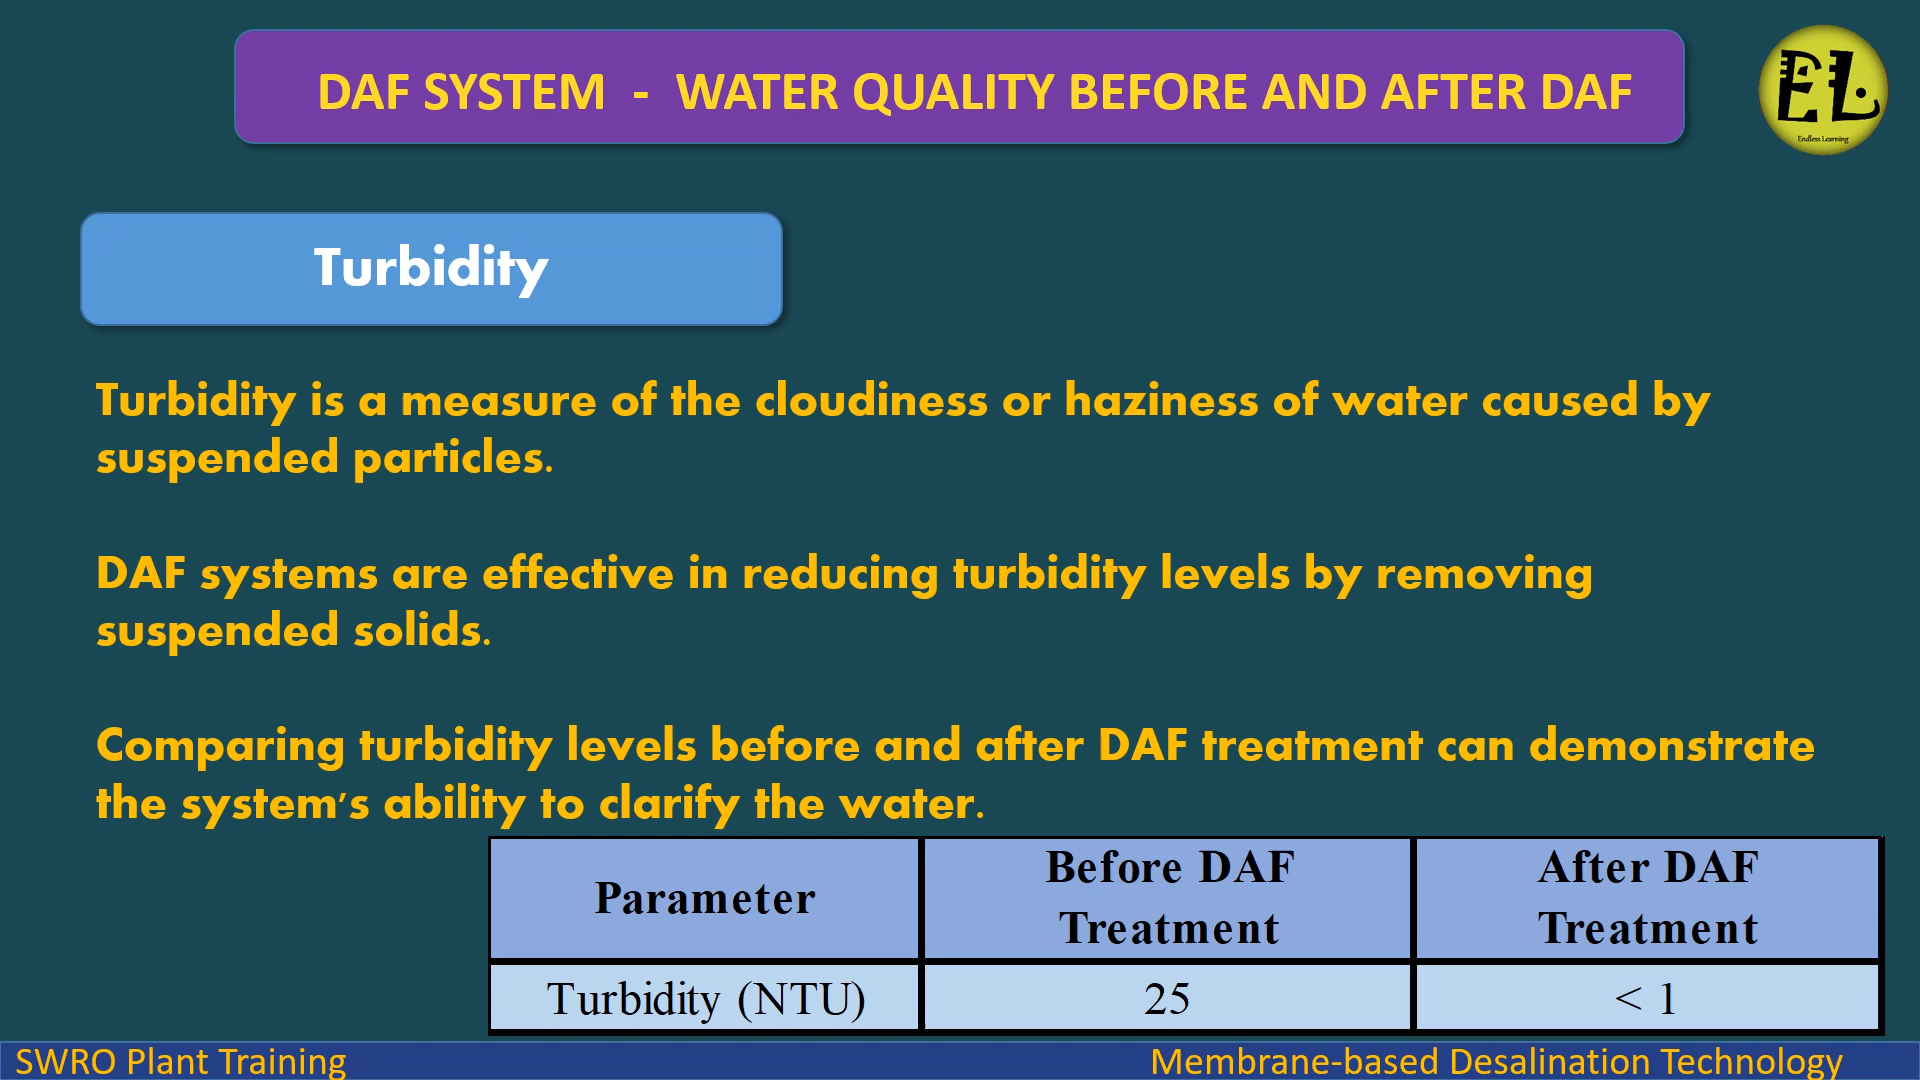 DAF SYSTEM - WATER QUALITY BEFORE AND AFTER DAF
EL
Endless Learning
Turbidity
Turbidity is a measure of the cloudiness or haziness of water caused by
suspended particles.
DAF systems are effective in reducing turbidity levels by removing
suspended solids.
Comparing turbidity levels before and after DAF treatment can demonstrate
the system's ability to clarify the water.
Parameter
Before DAF
Treatment
After DAF
Treatment
Turbidity (NTU)
25
< 1
SWRO Plant Training
Membrane-based Desalination Technology